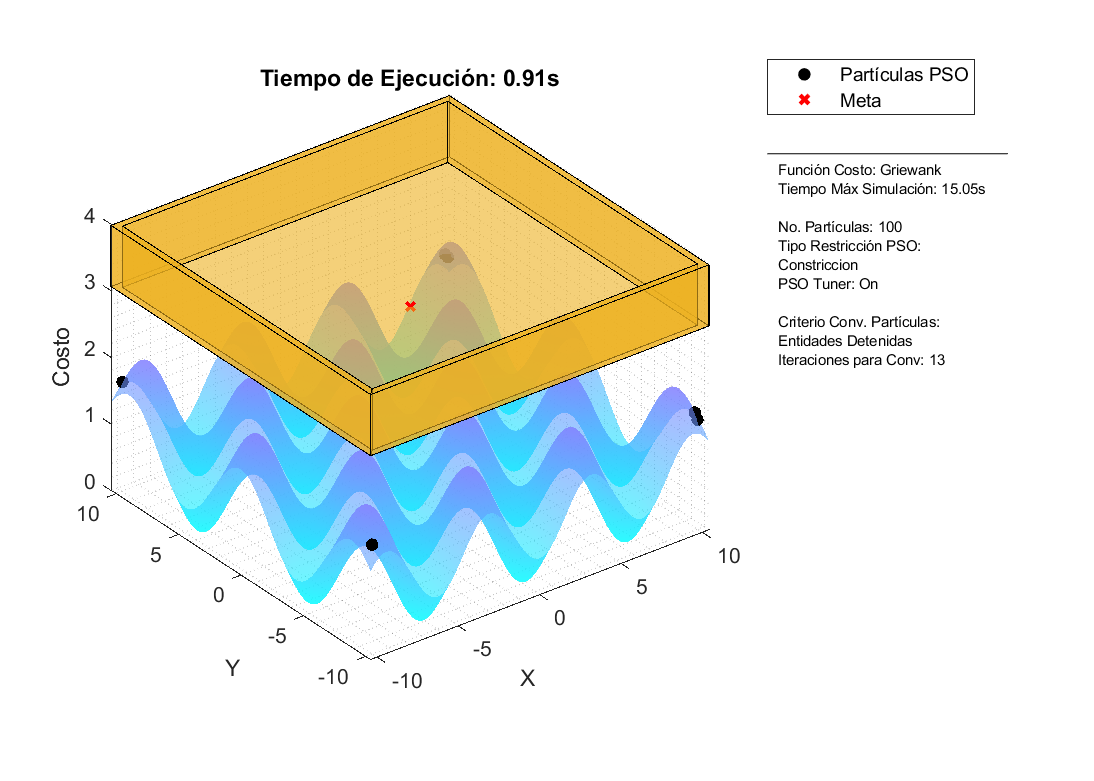 Tiempo de Ejecución: 0.91s
Partículas PSO
Meta
Función Costo: Griewank
Tiempo Máx Simulación: 15.05s
No. Partículas: 100
Tipo Restricción PSO:
Constriccion
PSO Tuner: On
Criterio Conv. Partículas:
Entidades Detenidas
Iteraciones para Conv: 13
Costo
4
3
2
1
0
10
5
0
-5
-10
Y
-10
-5
0
5
10
X